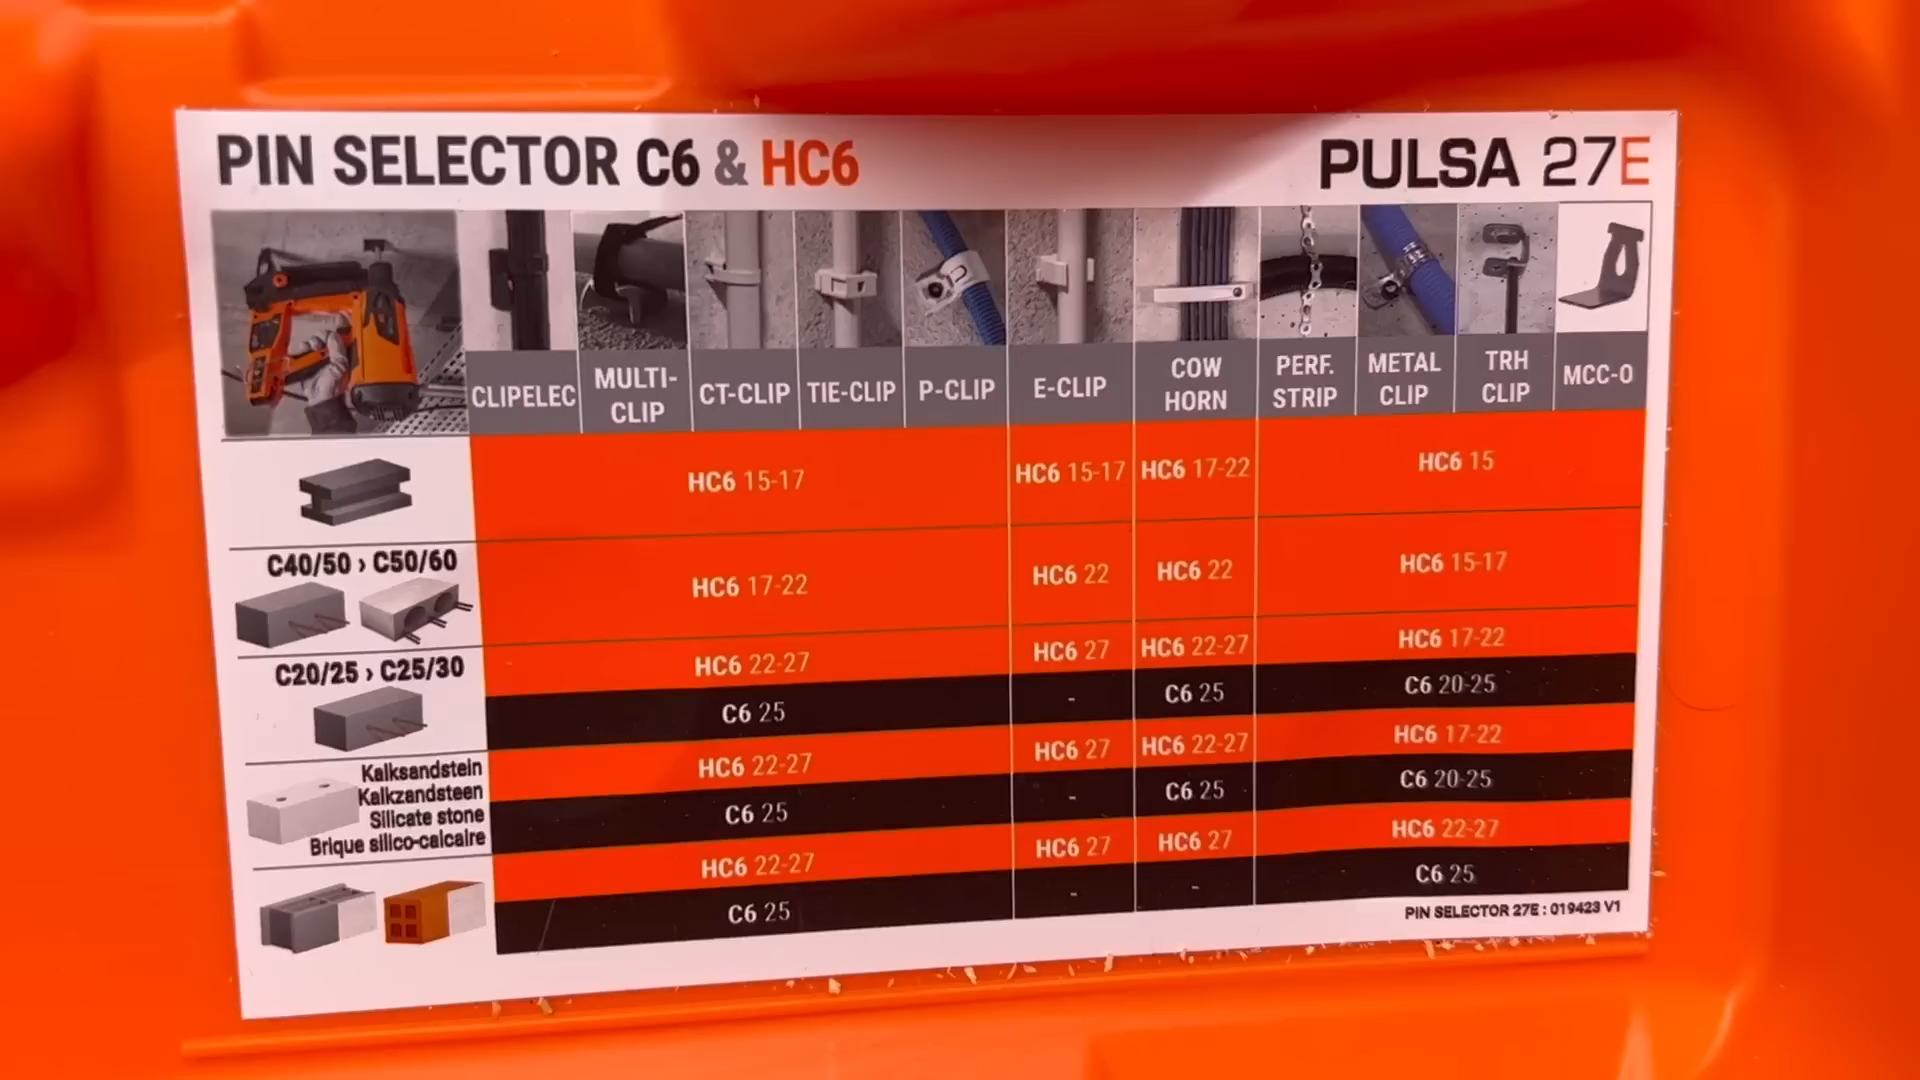 PIN SELECTOR C6 & HC6
PULSA 27E
CLIPELEC
MULTI-
CLIP
CT-CLIP
TIE-CLIP
P-CLIP
E-CLIP
COW
HORN
PERF.
STRIP
METAL
CLIP
TRH
CLIP
MCC-O
HC6 15-17
HC6 15-17
HC6 17-22
HC6 15
C40/50 › C50/60
HC6 17-22
HC6 22
HC6 22
HC6 15-17
C20/25 › C25/30
HC6 22-27
HC6 27
HC6 22-27
HC6 17-22
C6 25
-
C6 25
C6 20-25
Kalksandstein
Kalkzandsteen
Silicate stone
Brique silico-calcaire
HC6 22-27
HC6 27
HC6 22-27
HC6 17-22
C6 25
-
C6 25
C6 20-25
HC6 22-27
HC6 27
HC6 27
HC6 22-27
C6 25
-
-
C6 25
PIN SELECTOR 27E : 019423 V1